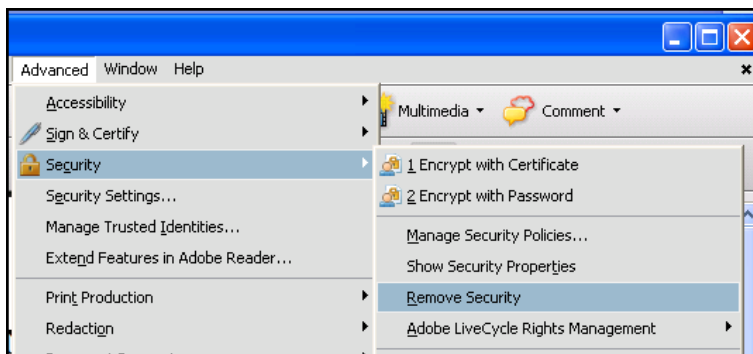 Advanced Window Help
Accessibility
Multimedia
Comment
Sign & Certify
Security
1 Encrypt with Certificate
Security Settings...
2 Encrypt with Password
Manage Trusted Identities...
Manage Security Policies...
Extend Features in Adobe Reader...
Show Security Properties
Print Production
Remove Security
Redaction
Adobe LiveCycle Rights Management